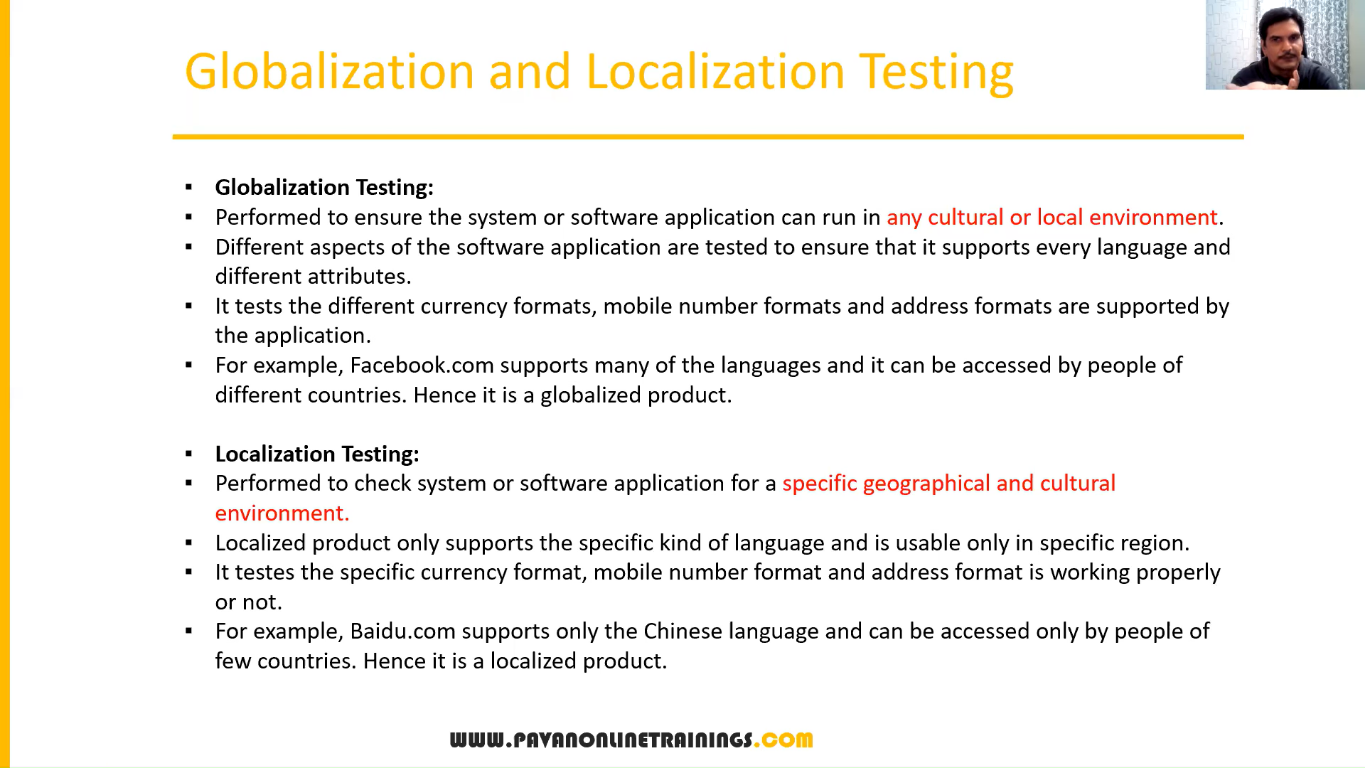 Globalization and Localization Testing
▪ Globalization Testing:
▪ Performed to ensure the system or software application can run in any cultural or local environment.
▪ Different aspects of the software application are tested to ensure that it supports every language and
different attributes.
▪ It tests the different currency formats, mobile number formats and address formats are supported by
the application.
▪ For example, Facebook.com supports many of the languages and it can be accessed by people of
different countries. Hence it is a globalized product.
▪ Localization Testing:
▪ Performed to check system or software application for a specific geographical and cultural
environment.
▪ Localized product only supports the specific kind of language and is usable only in specific region.
▪ It testes the specific currency format, mobile number format and address format is working properly
or not.
▪ For example, Baidu.com supports only the Chinese language and can be accessed only by people of
few countries. Hence it is a localized product.
WWW.PAVANONLINETRAININGS.COM